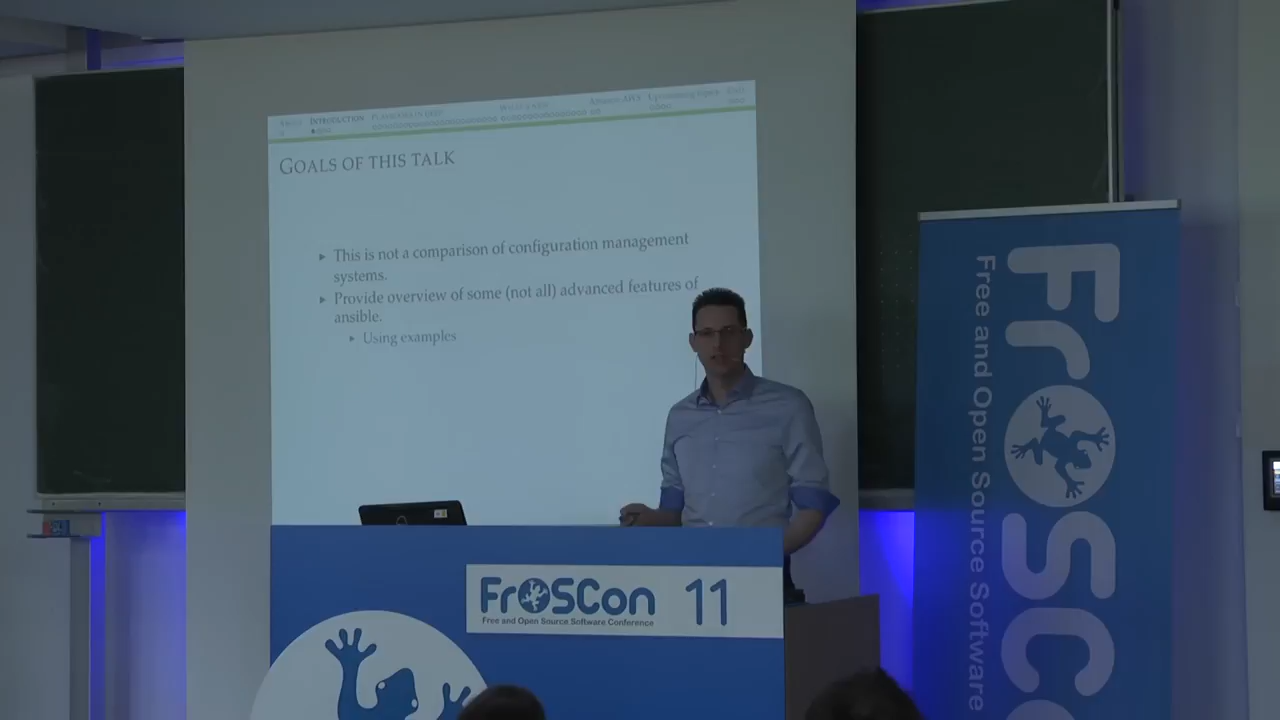 INTRODUCTION
GOALS OF THIS TALK
This is not a comparison of configuration management
systems.
Provide overview of some (not all) advanced features of
ansible.
Using examples
FrOSCon 11
Free and Open Source Software Conference
FrOSCo
Free and Open Source Software